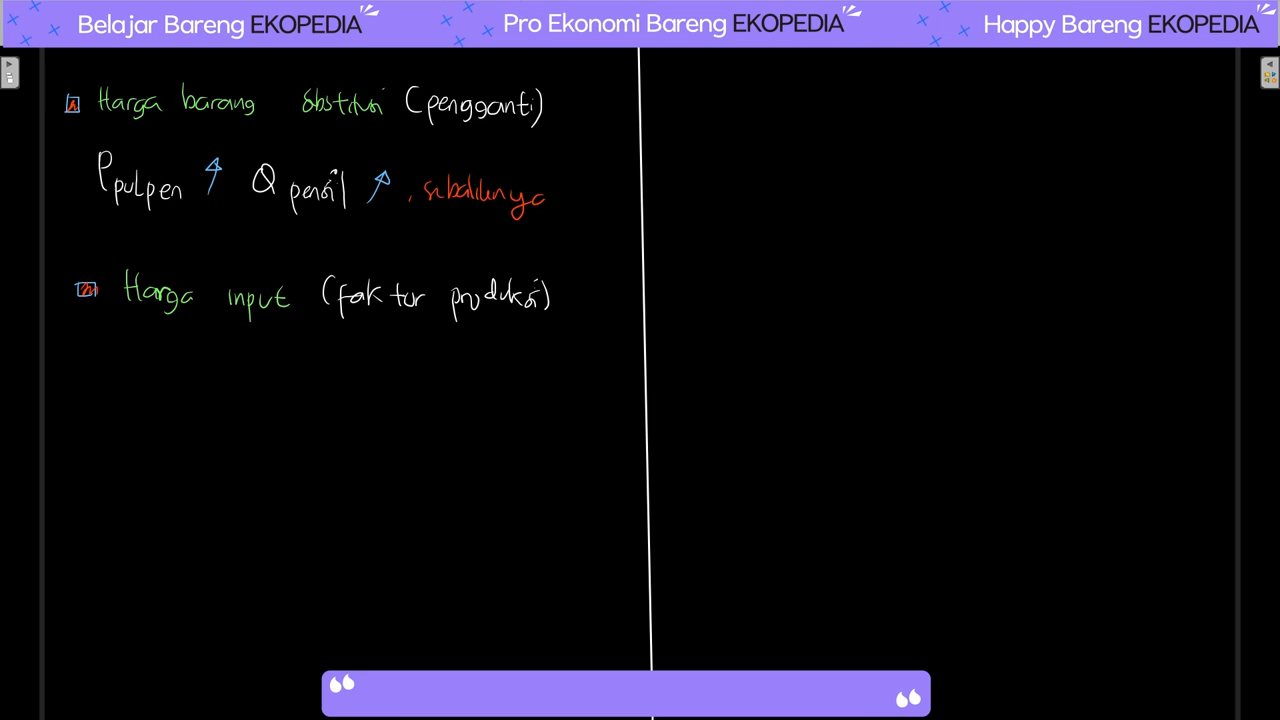 Belajar Bareng EKOPEDIA
Pro Ekonomi Bareng EKOPEDIA
Happy Bareng EKOPEDIA
Harga barang substitusi (pengganti)
P pulpen ↑ Q pensil ↑, sebaliknya
Harga input (faktur produksi)